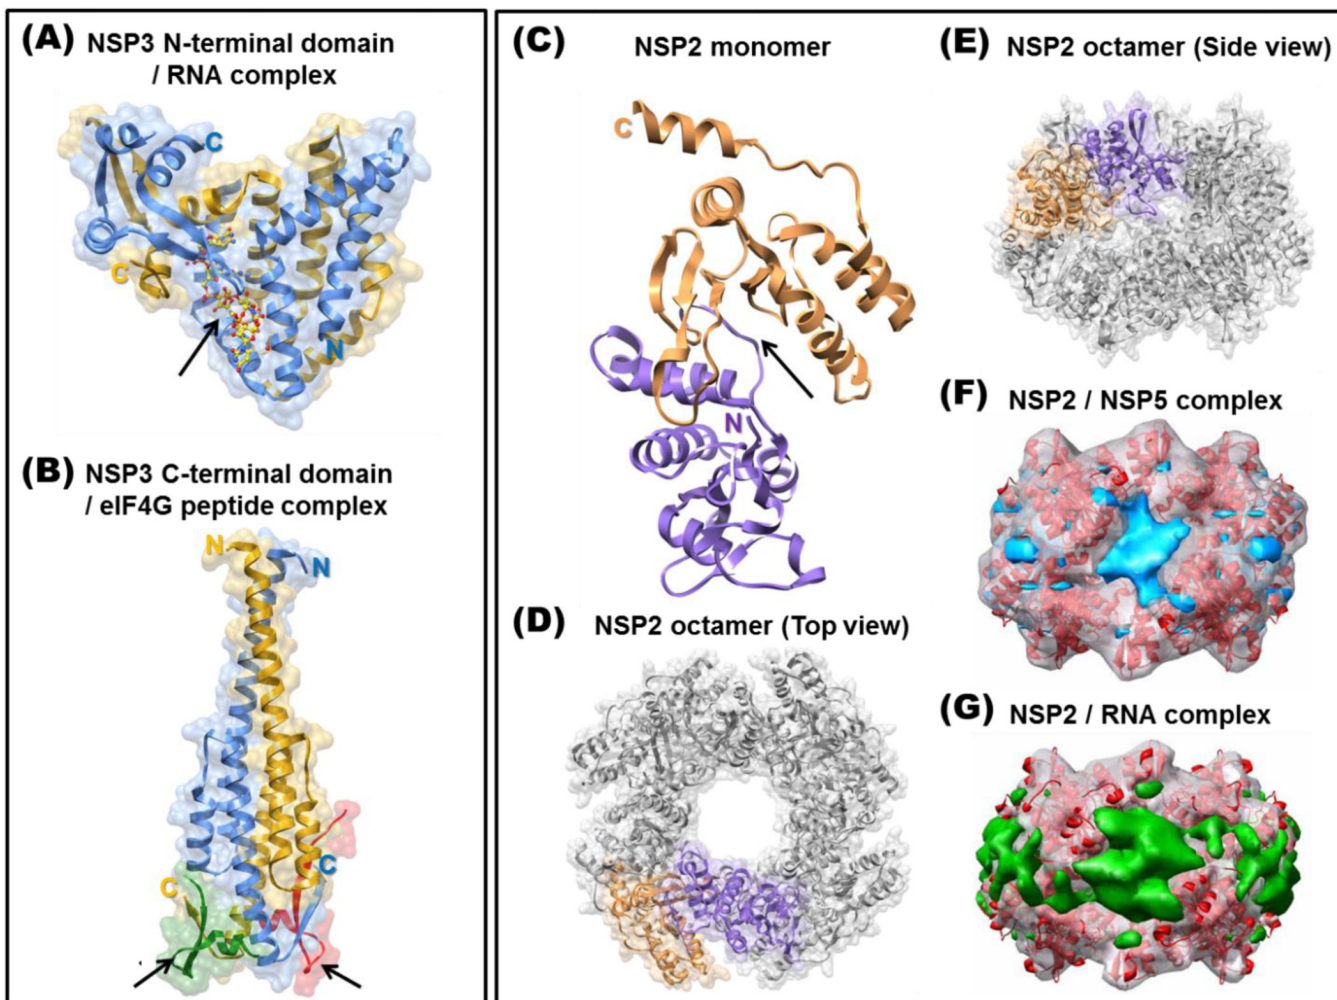 (A) NSP3 N-terminal domain
/ RNA complex
C
C
N
(B) NSP3 C-terminal domain
/ eIF4G peptide complex
N
N
C
C
(C) NSP2 monomer
C
N
(D) NSP2 octamer (Top view)
(E) NSP2 octamer (Side view)
(F) NSP2 / NSP5 complex
(G) NSP2 / RNA complex